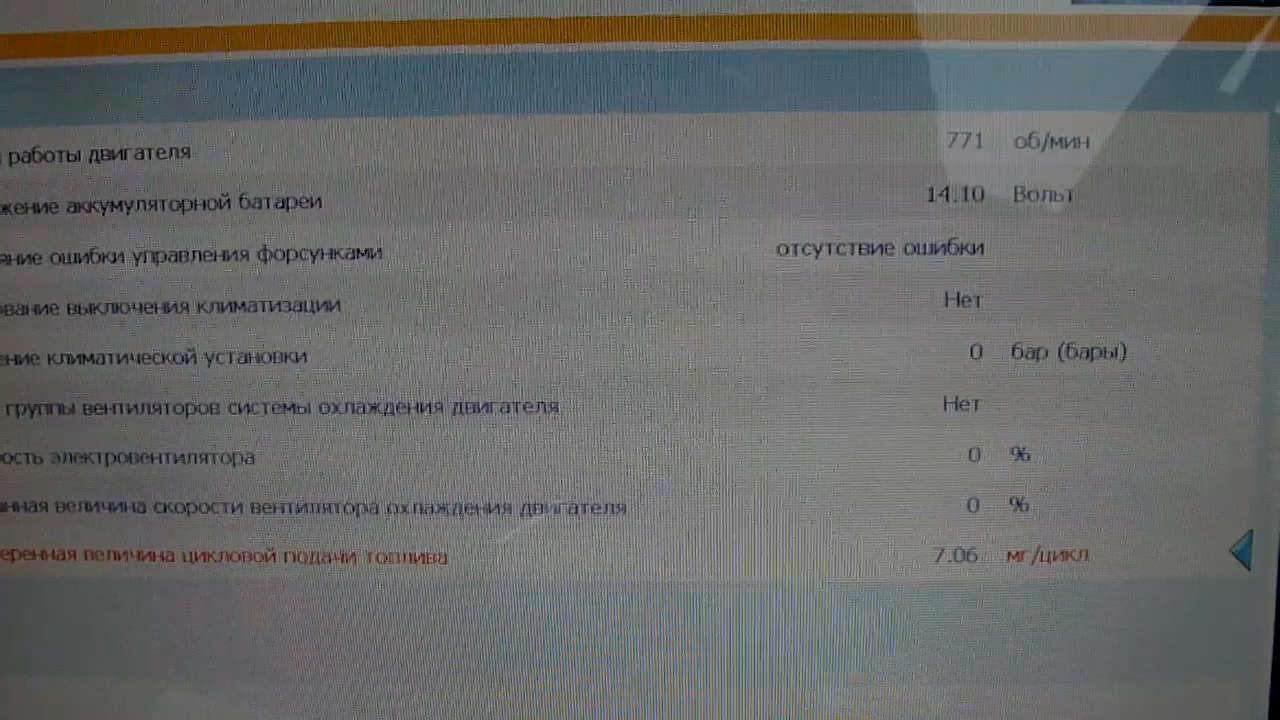 работы двигателя 771 об/мин
жение аккумуляторной батареи 14.10 Вольт
яние ошибки управления форсунками отсутствие ошибки
ование выключения климатизации Нет
ение климатической установки 0 бар (бары)
группы вентиляторов системы охлаждения двигателя Нет
ость электровентилятора 0 %
нная величина скорости вентилятора охлаждения двигателя 0 %
еренная величина цикловой подачи топлива 7.06 мг/цикл